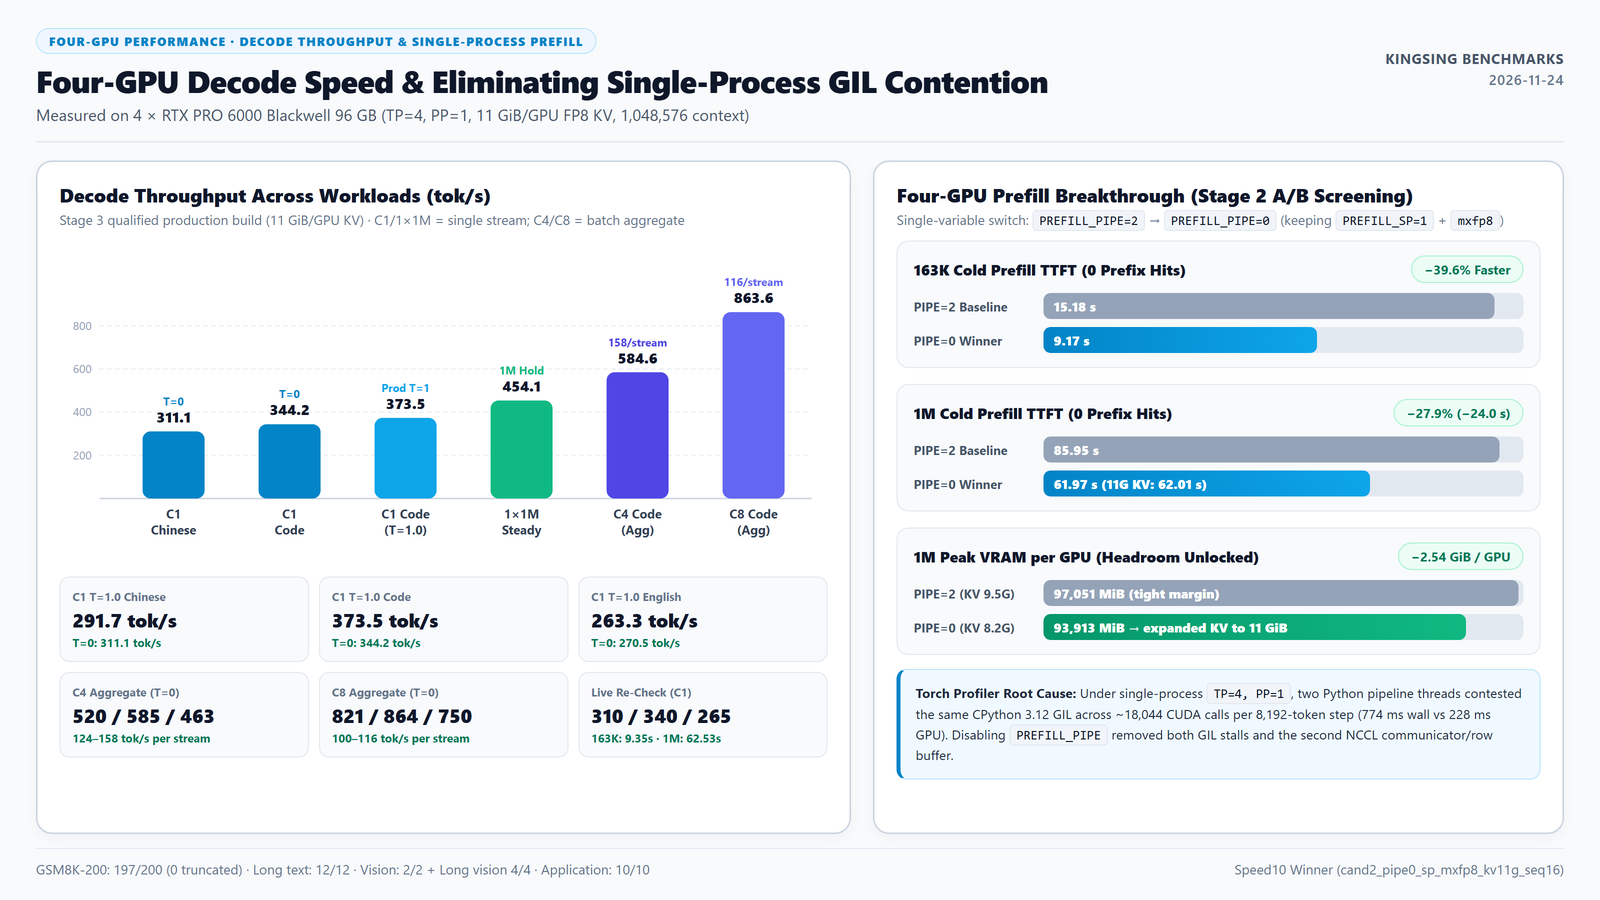 FOUR-GPU PERFORMANCE · DECODE THROUGHPUT & SINGLE-PROCESS PREFILL
Four-GPU Decode Speed & Eliminating Single-Process GIL Contention
Measured on 4 × RTX PRO 6000 Blackwell 96 GB (TP=4, PP=1, 11 GiB/GPU FP8 KV, 1,048,576 context)
KINGSING BENCHMARKS
2026-11-24
Decode Throughput Across Workloads (tok/s)
Stage 3 qualified production build (11 GiB/GPU KV) · C1/1×1M = single stream; C4/C8 = batch aggregate
800
600
400
200
T=0
311.1
T=0
344.2
Prod T=1
373.5
1M Hold
454.1
158/stream
584.6
116/stream
863.6
C1
Chinese
C1
Code
C1 Code
(T=1.0)
1×1M
Steady
C4 Code
(Agg)
C8 Code
(Agg)
C1 T=1.0 Chinese
291.7 tok/s
T=0: 311.1 tok/s
C1 T=1.0 Code
373.5 tok/s
T=0: 344.2 tok/s
C1 T=1.0 English
263.3 tok/s
T=0: 270.5 tok/s
C4 Aggregate (T=0)
520 / 585 / 463
124–158 tok/s per stream
C8 Aggregate (T=0)
821 / 864 / 750
100–116 tok/s per stream
Live Re-Check (C1)
310 / 340 / 265
163K: 9.35s · 1M: 62.53s
Four-GPU Prefill Breakthrough (Stage 2 A/B Screening)
Single-variable switch: PREFILL_PIPE=2 → PREFILL_PIPE=0 (keeping PREFILL_SP=1 + mxfp8)
163K Cold Prefill TTFT (0 Prefix Hits)
−39.6% Faster
PIPE=2 Baseline
15.18 s
PIPE=0 Winner
9.17 s
1M Cold Prefill TTFT (0 Prefix Hits)
−27.9% (−24.0 s)
PIPE=2 Baseline
85.95 s
PIPE=0 Winner
61.97 s (11G KV: 62.01 s)
1M Peak VRAM per GPU (Headroom Unlocked)
−2.54 GiB / GPU
PIPE=2 (KV 9.5G)
97,051 MiB (tight margin)
PIPE=0 (KV 8.2G)
93,913 MiB → expanded KV to 11 GiB
Torch Profiler Root Cause: Under single-process TP=4, PP=1, two Python pipeline threads contested
the same CPython 3.12 GIL across ~18,044 CUDA calls per 8,192-token step (774 ms wall vs 228 ms
GPU). Disabling PREFILL_PIPE removed both GIL stalls and the second NCCL communicator/row
buffer.
GSM8K-200: 197/200 (0 truncated) · Long text: 12/12 · Vision: 2/2 + Long vision 4/4 · Application: 10/10
Speed10 Winner (cand2_pipe0_sp_mxfp8_kv11g_seq16)